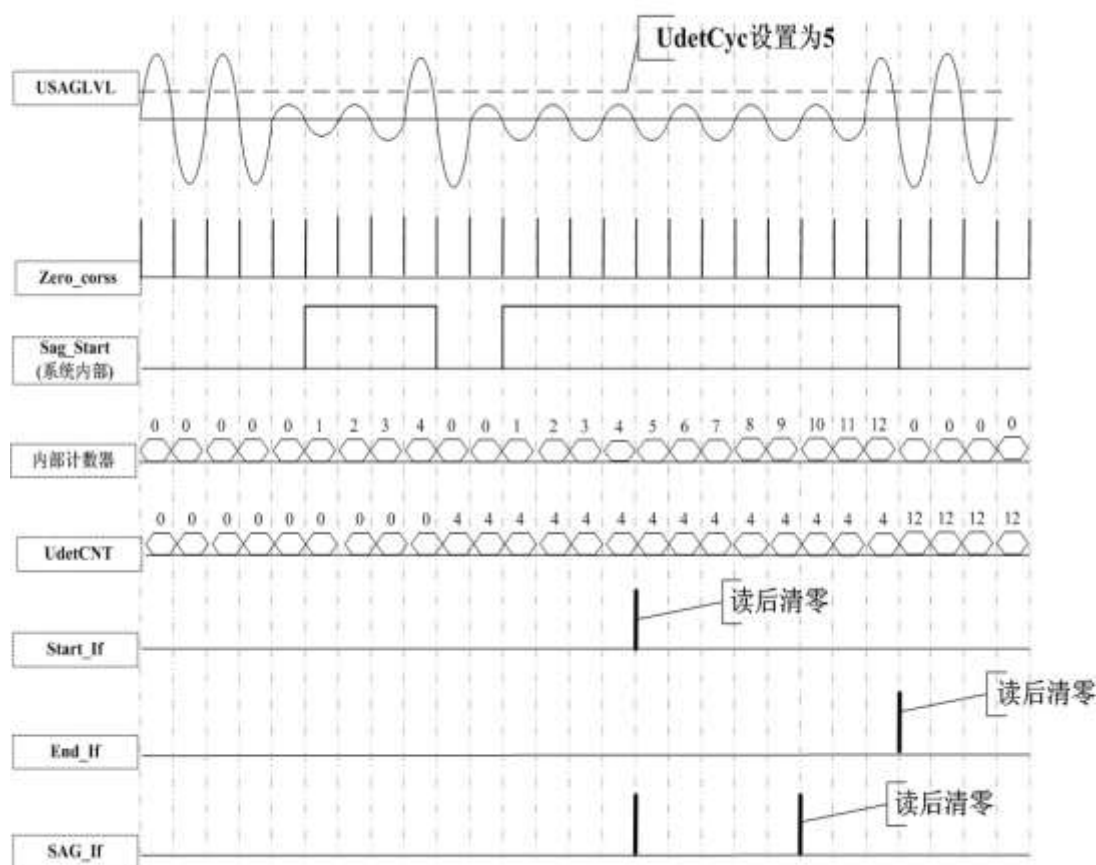 UdetCyc设置为5
USAGLVL
Zero_corss
Sag_Start
(系统内部)
0 0 0 0 0 1 2 3 4 0 0 1 2 3 4 5 6 7 8 9 10 11 12 0 0 0 0
内部计数器
0 0 0 0 0 0 0 0 0 4 4 4 4 4 4 4 4 4 4 4 4 4 4 12 12 12 12
UdetCNT
读后清零
Start_If
读后清零
End_If
读后清零
SAG_If